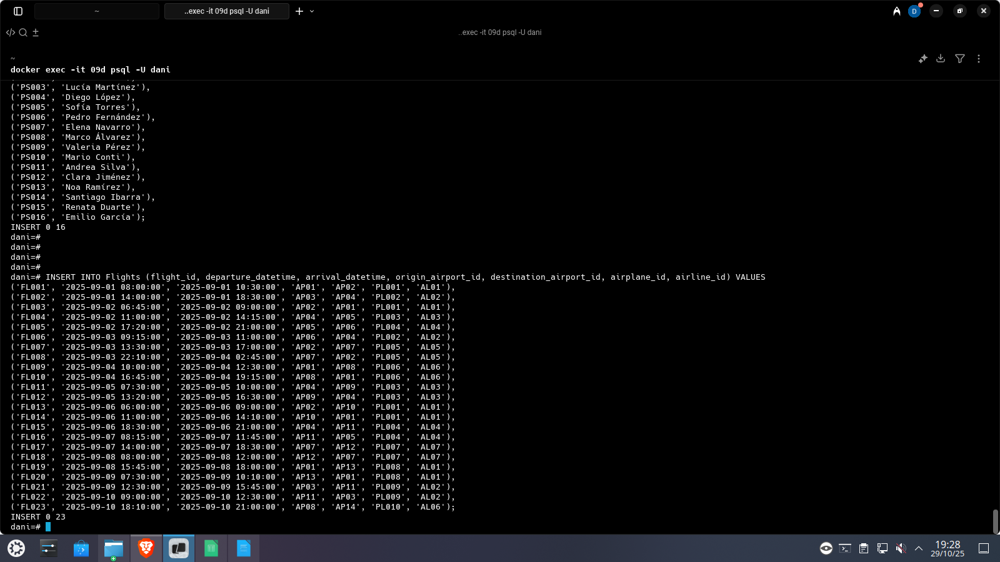 ~
..exec -it 09d psql -U dani
D
..exec -it 09d psql -U dani
~
docker exec -it 09d psql -U dani
('PS003', 'Lucía Martínez'),
('PS004', 'Diego López'),
('PS005', 'Sofía Torres'),
('PS006', 'Pedro Fernández'),
('PS007', 'Elena Navarro'),
('PS008', 'Marco Álvarez'),
('PS009', 'Valeria Pérez'),
('PS010', 'Mario Conti'),
('PS011', 'Andrea Silva'),
('PS012', 'Clara Jiménez'),
('PS013', 'Noa Ramírez'),
('PS014', 'Santiago Ibarra'),
('PS015', 'Renata Duarte'),
('PS016', 'Emilio García');
INSERT 0 16
dani=#
dani=#
dani=#
dani=#
dani=# INSERT INTO Flights (flight_id, departure_datetime, arrival_datetime, origin_airport_id, destination_airport_id, airplane_id, airline_id) VALUES
('FL001', '2025-09-01 08:00:00', '2025-09-01 10:30:00', 'AP01', 'AP02', 'PL001', 'AL01'),
('FL002', '2025-09-01 14:00:00', '2025-09-01 18:30:00', 'AP03', 'AP04', 'PL002', 'AL02'),
('FL003', '2025-09-02 06:45:00', '2025-09-02 09:00:00', 'AP02', 'AP01', 'PL001', 'AL01'),
('FL004', '2025-09-02 11:00:00', '2025-09-02 14:15:00', 'AP04', 'AP05', 'PL003', 'AL03'),
('FL005', '2025-09-02 17:20:00', '2025-09-02 21:00:00', 'AP05', 'AP06', 'PL004', 'AL04'),
('FL006', '2025-09-03 09:15:00', '2025-09-03 11:00:00', 'AP06', 'AP04', 'PL002', 'AL02'),
('FL007', '2025-09-03 13:30:00', '2025-09-03 17:00:00', 'AP02', 'AP07', 'PL005', 'AL05'),
('FL008', '2025-09-03 22:10:00', '2025-09-04 02:45:00', 'AP07', 'AP02', 'PL005', 'AL05'),
('FL009', '2025-09-04 10:00:00', '2025-09-04 12:30:00', 'AP01', 'AP08', 'PL006', 'AL06'),
('FL010', '2025-09-04 16:45:00', '2025-09-04 19:15:00', 'AP08', 'AP01', 'PL006', 'AL06'),
('FL011', '2025-09-05 07:30:00', '2025-09-05 10:00:00', 'AP04', 'AP09', 'PL003', 'AL03'),
('FL012', '2025-09-05 13:20:00', '2025-09-05 16:30:00', 'AP09', 'AP04', 'PL003', 'AL03'),
('FL013', '2025-09-06 06:00:00', '2025-09-06 09:00:00', 'AP02', 'AP10', 'PL001', 'AL01'),
('FL014', '2025-09-06 11:00:00', '2025-09-06 14:10:00', 'AP10', 'AP01', 'PL001', 'AL01'),
('FL015', '2025-09-06 18:30:00', '2025-09-06 21:00:00', 'AP04', 'AP11', 'PL004', 'AL04'),
('FL016', '2025-09-07 08:15:00', '2025-09-07 11:45:00', 'AP11', 'AP05', 'PL004', 'AL04'),
('FL017', '2025-09-07 14:00:00', '2025-09-07 18:30:00', 'AP07', 'AP12', 'PL007', 'AL07'),
('FL018', '2025-09-08 08:00:00', '2025-09-08 12:00:00', 'AP12', 'AP07', 'PL007', 'AL07'),
('FL019', '2025-09-08 15:45:00', '2025-09-08 18:00:00', 'AP01', 'AP13', 'PL008', 'AL01'),
('FL020', '2025-09-09 07:30:00', '2025-09-09 10:10:00', 'AP13', 'AP01', 'PL008', 'AL01'),
('FL021', '2025-09-09 12:30:00', '2025-09-09 15:45:00', 'AP03', 'AP11', 'PL009', 'AL02'),
('FL022', '2025-09-10 09:00:00', '2025-09-10 12:30:00', 'AP11', 'AP03', 'PL009', 'AL02'),
('FL023', '2025-09-10 18:10:00', '2025-09-10 21:00:00', 'AP08', 'AP14', 'PL010', 'AL06');
INSERT 0 23
dani=#
19:28
29/10/25